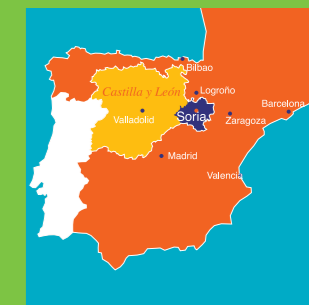 Bilbao
Castilla y León
Logroño
Barcelona
Valladolid
Soria
Zaragoza
Madrid
Valencia